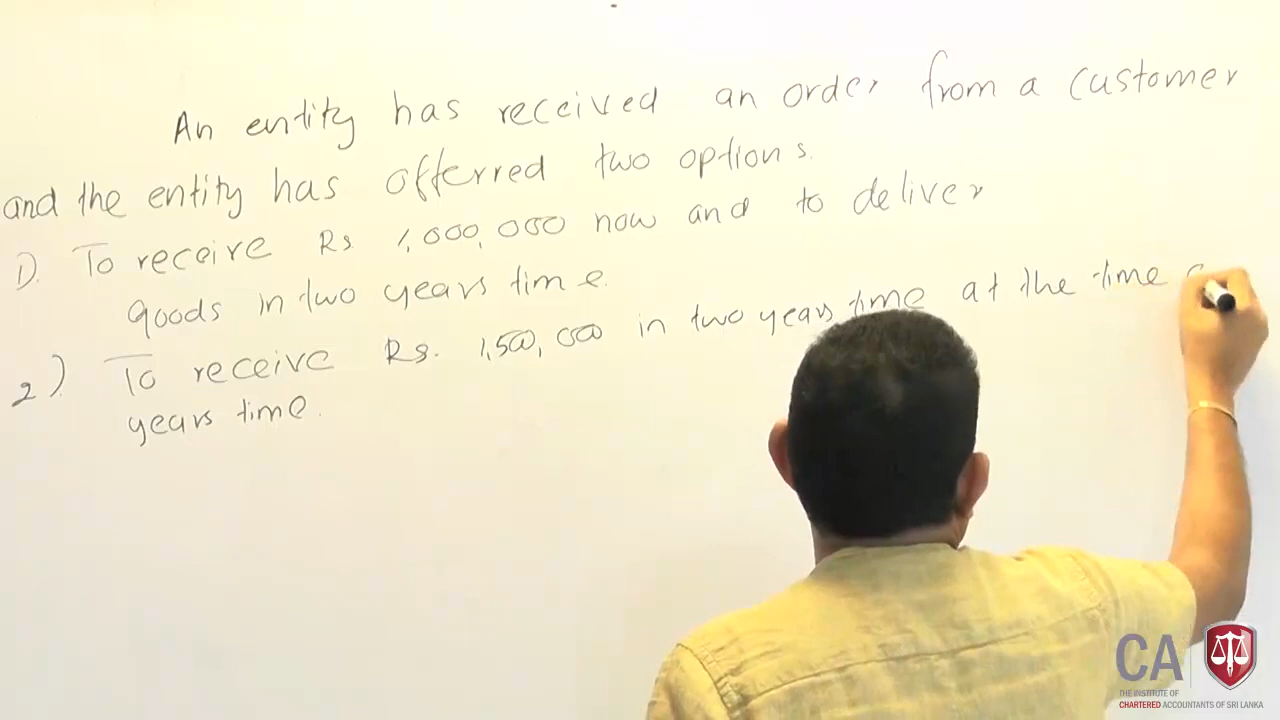 An entity has received an order from a customer
and the entity has offerred two options.
1). To receive Rs 1,000,000 now and to deliver
goods in two years time.
2) To receive Rs. 1,500,000 in two years time at the time
years time.
CA
THE INSTITUTE OF
CHARTERED ACCOUNTANTS OF SRI LANKA